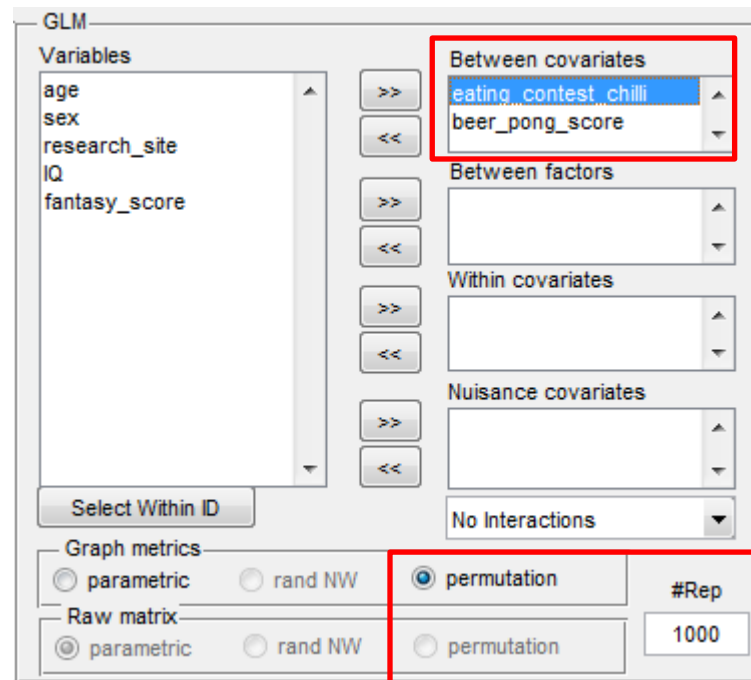 GLM
Variables
age
sex
research_site
IQ
fantasy_score
Select Within ID
>>
<<
>>
<<
>>
<<
>>
<<
Between covariates
eating_contest_chilli
beer_pong_score
Between factors
Within covariates
Nuisance covariates
No Interactions
Graph metrics
parametric rand NW permutation
Raw matrix
parametric rand NW permutation
#Rep
1000